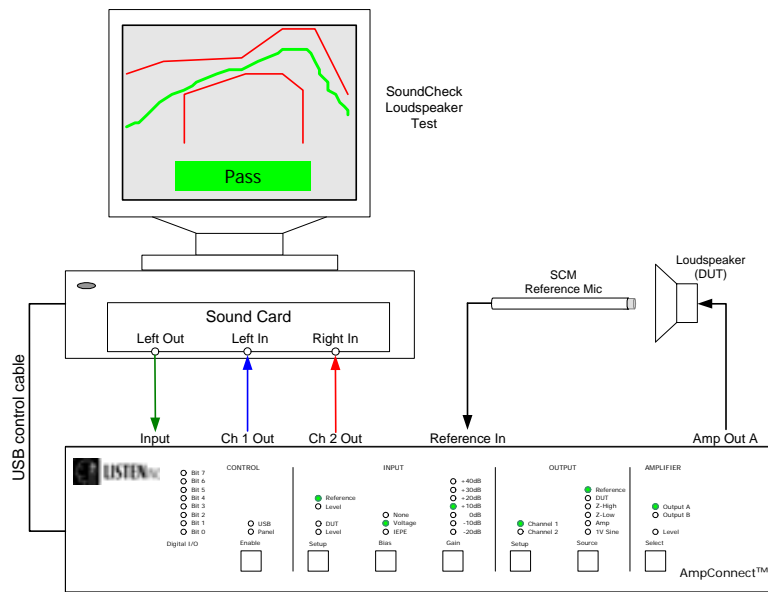 SoundCheck
Loudspeaker
Test
Pass
Loudspeaker
(DUT)
SCM
Reference Mic
Sound Card
Left Out
Left In
Right In
USB control cable
Input
Ch 1 Out
Ch 2 Out
Reference In
Amp Out A
LISTEN
CONTROL
INPUT
OUTPUT
AMPLIFIER
Bit 7
Bit 6
Bit 5
Bit 4
Bit 3
Bit 2
Bit 1
Bit 0
Digital I/O
USB
Panel
Enable
Reference
Level
DUT
Level
Setup
None
Voltage
IEPE
Bias
+40dB
+30dB
+20dB
+10dB
0dB
-10dB
-20dB
Gain
Channel 1
Channel 2
Setup
Reference
DUT
Z-High
Z-Low
Amp
1V Sine
Source
Output A
Output B
Level
Select
AmpConnect™